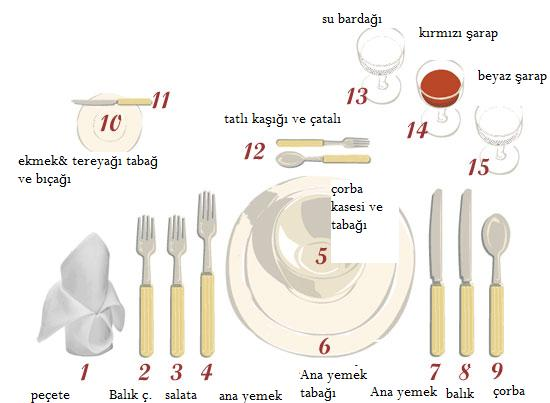 su bardağı
kırmızı şarap
beyaz şarap
13
14
15
11
10
ekmek& tereyağı tabağ
ve bıçağı
tatlı kaşığı ve çatalı
12
çorba
kasesi ve
tabağı
5
6
1
2
3
4
7
8
9
peçete
Balık ç.
salata
ana yemek
Ana yemek
tabağı
Ana yemek
balık
çorba